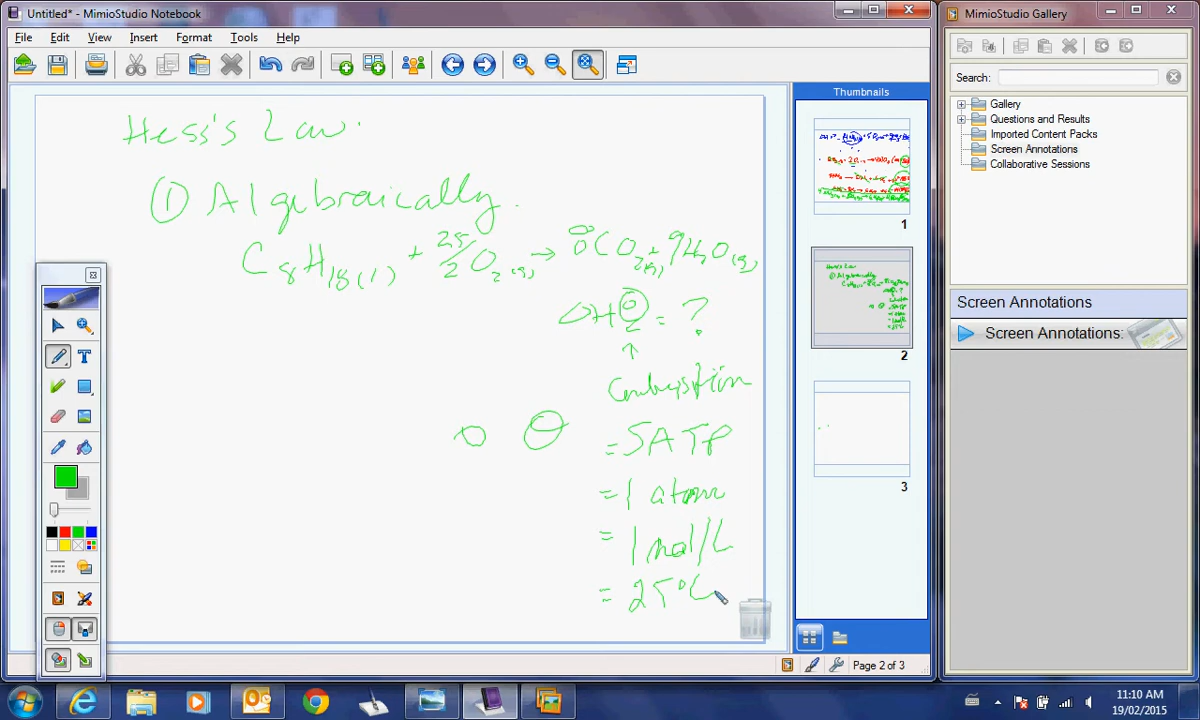 Untitled* - MimioStudio Notebook
File Edit View Insert Format Tools Help
Hess's Law.
① Algebraically.
C8H18(l) + 25/2 O2(g) → 8CO2(g) + 9H2O(g)
ΔH = ?
↑
Combustion
= SATP
= 1 atom
= 1 mol/L
= 25°C
Thumbnails
1
2
3
Page 2 of 3
MimioStudio Gallery
Search:
Gallery
Questions and Results
Imported Content Packs
Screen Annotations
Collaborative Sessions
Screen Annotations
Screen Annotations:
11:10 AM
19/02/2015